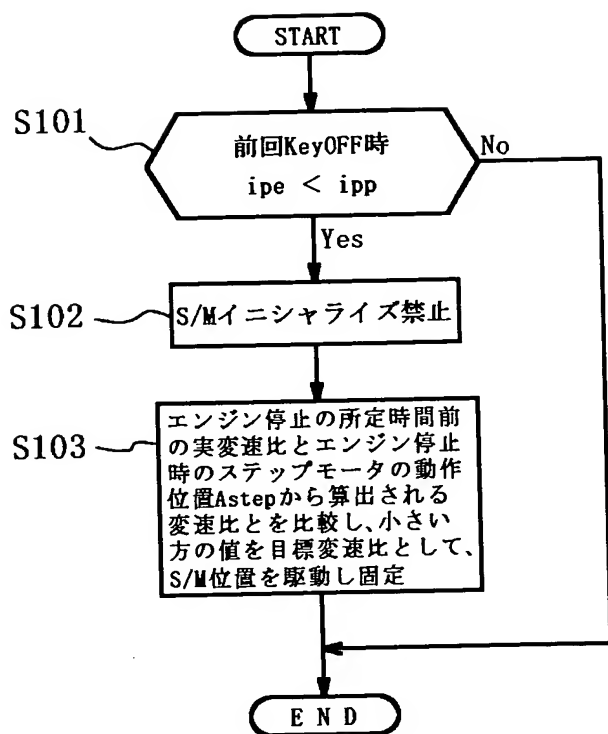 START
S101
前回KeyOFF時
ipe < ipp
No
Yes
S102
S/Mイニシャライズ禁止
S103
エンジン停止の所定時間前
の実変速比とエンジン停止
時のステップモータの動作
位置Astepから算出される
変速比とを比較し、小さい
方の値を目標変速比として、
S/M位置を駆動し固定
END